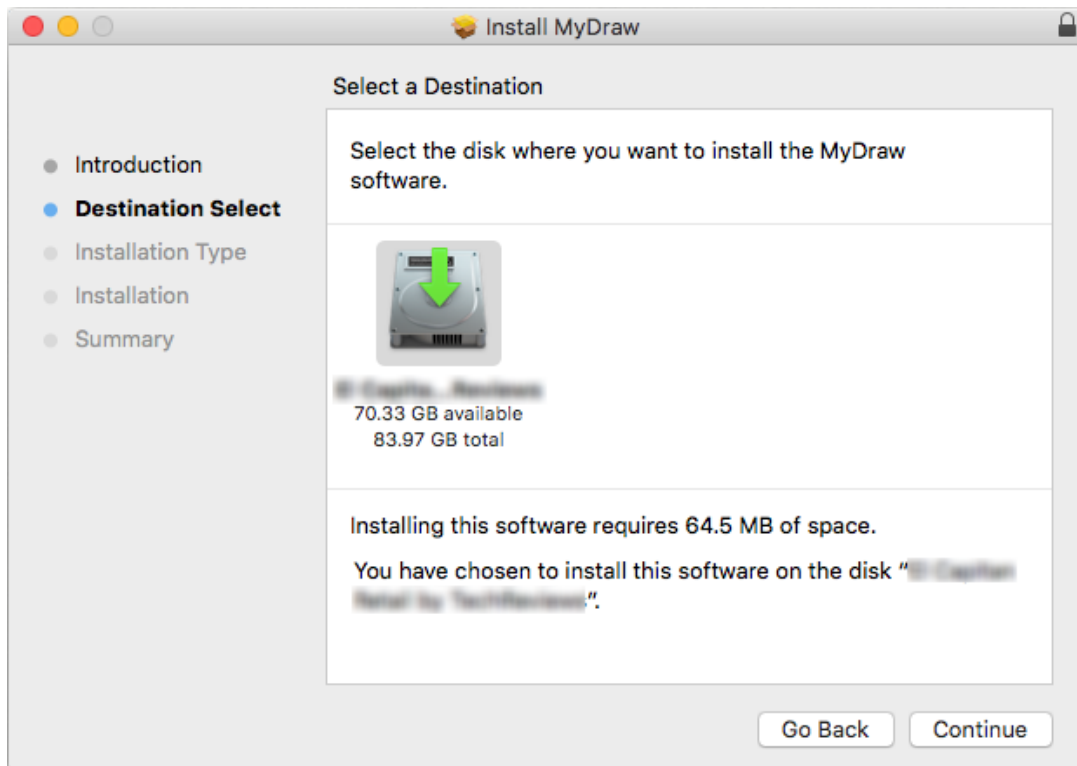 Install MyDraw
Select a Destination
Introduction
Destination Select
Installation Type
Installation
Summary
Select the disk where you want to install the MyDraw
software.
70.33 GB available
83.97 GB total
Installing this software requires 64.5 MB of space.
You have chosen to install this software on the disk “
”.
Go Back
Continue